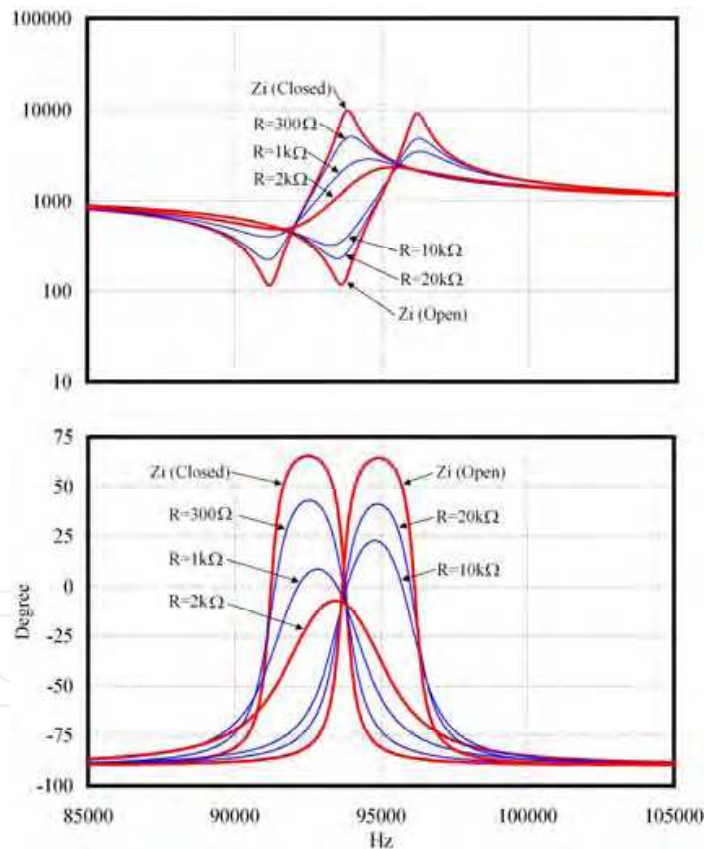 100000
10000
1000
100
10
Zi (Closed)
R=300Ω
R=1kΩ
R=2kΩ
R=10kΩ
R=20kΩ
Zi (Open)
75
50
25
0
-25
-50
-75
-100
Degree
Zi (Closed)
R=300Ω
R=1kΩ
R=2kΩ
Zi (Open)
R=20kΩ
R=10kΩ
85000
90000
95000
100000
105000
Hz